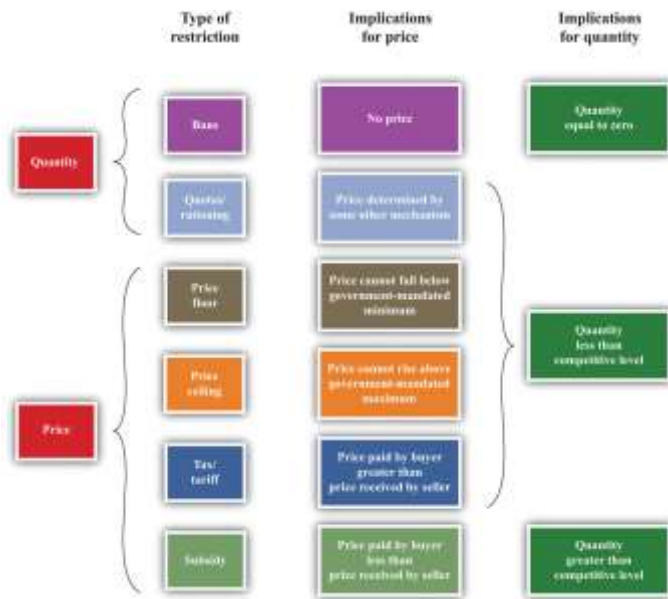 Type of
restriction
Implications
for price
Implications
for quantity
Quantity
Bans
No price
Quantity
equal to zero
Quotas/
rationing
Price determined by
some other mechanism
Price
floor
Price cannot fall below
government-mandated
minimum
Quantity
less than
competitive level
Price
Price
ceiling
Price cannot rise above
government-mandated
maximum
Tax/
tariff
Price paid by buyer
greater than
price received by seller
Subsidy
Price paid by buyer
less than
price received by seller
Quantity
greater than
competitive level